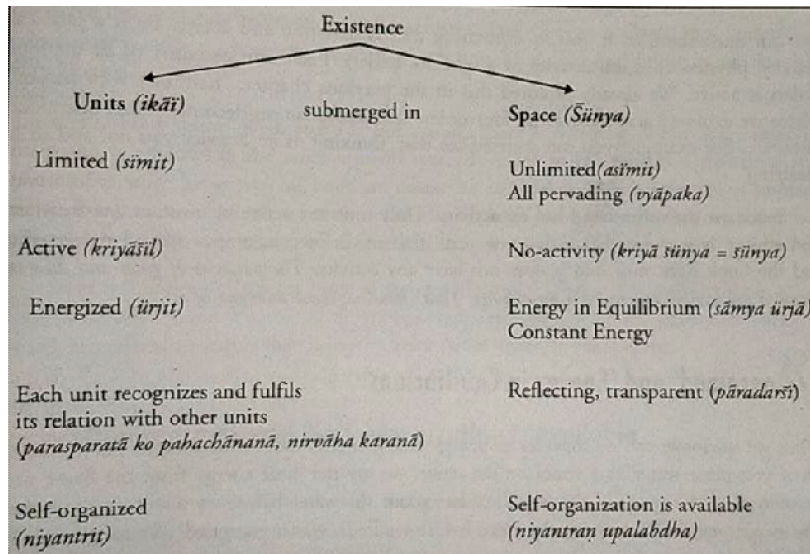 Existence
Units (ikāī) submerged in Space (Śūnya)
Limited (sīmit) Unlimited(asīmit)
All pervading (vyāpaka)
Active (kriyāśīl) No-activity (kriyā śūnya = śūnya)
Energized (ūrjit) Energy in Equilibrium (sāmya ūrjā)
Constant Energy
Each unit recognizes and fulfils Reflecting, transparent (pāradarśī)
its relation with other units
(parasparatā ko pahachānanā, nirvāha karanā)
Self-organized Self-organization is available
(niyantrit) (niyantraṇ upalabdha)